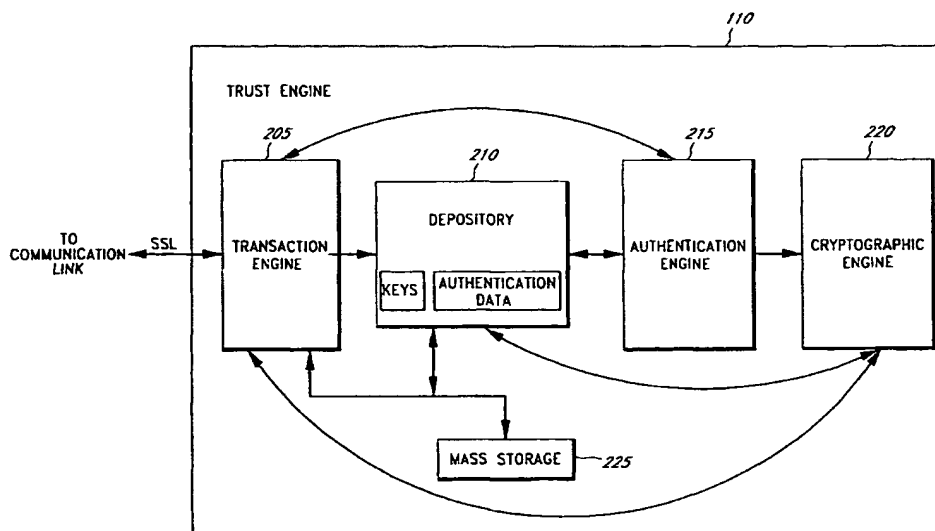 110
TRUST ENGINE
205
215
220
210
DEPOSITORY
TO
COMMUNICATION
LINK
SSL
TRANSACTION
ENGINE
AUTHENTICATION
ENGINE
CRYPTOGRAPHIC
ENGINE
KEYS
AUTHENTICATION
DATA
MASS STORAGE
225